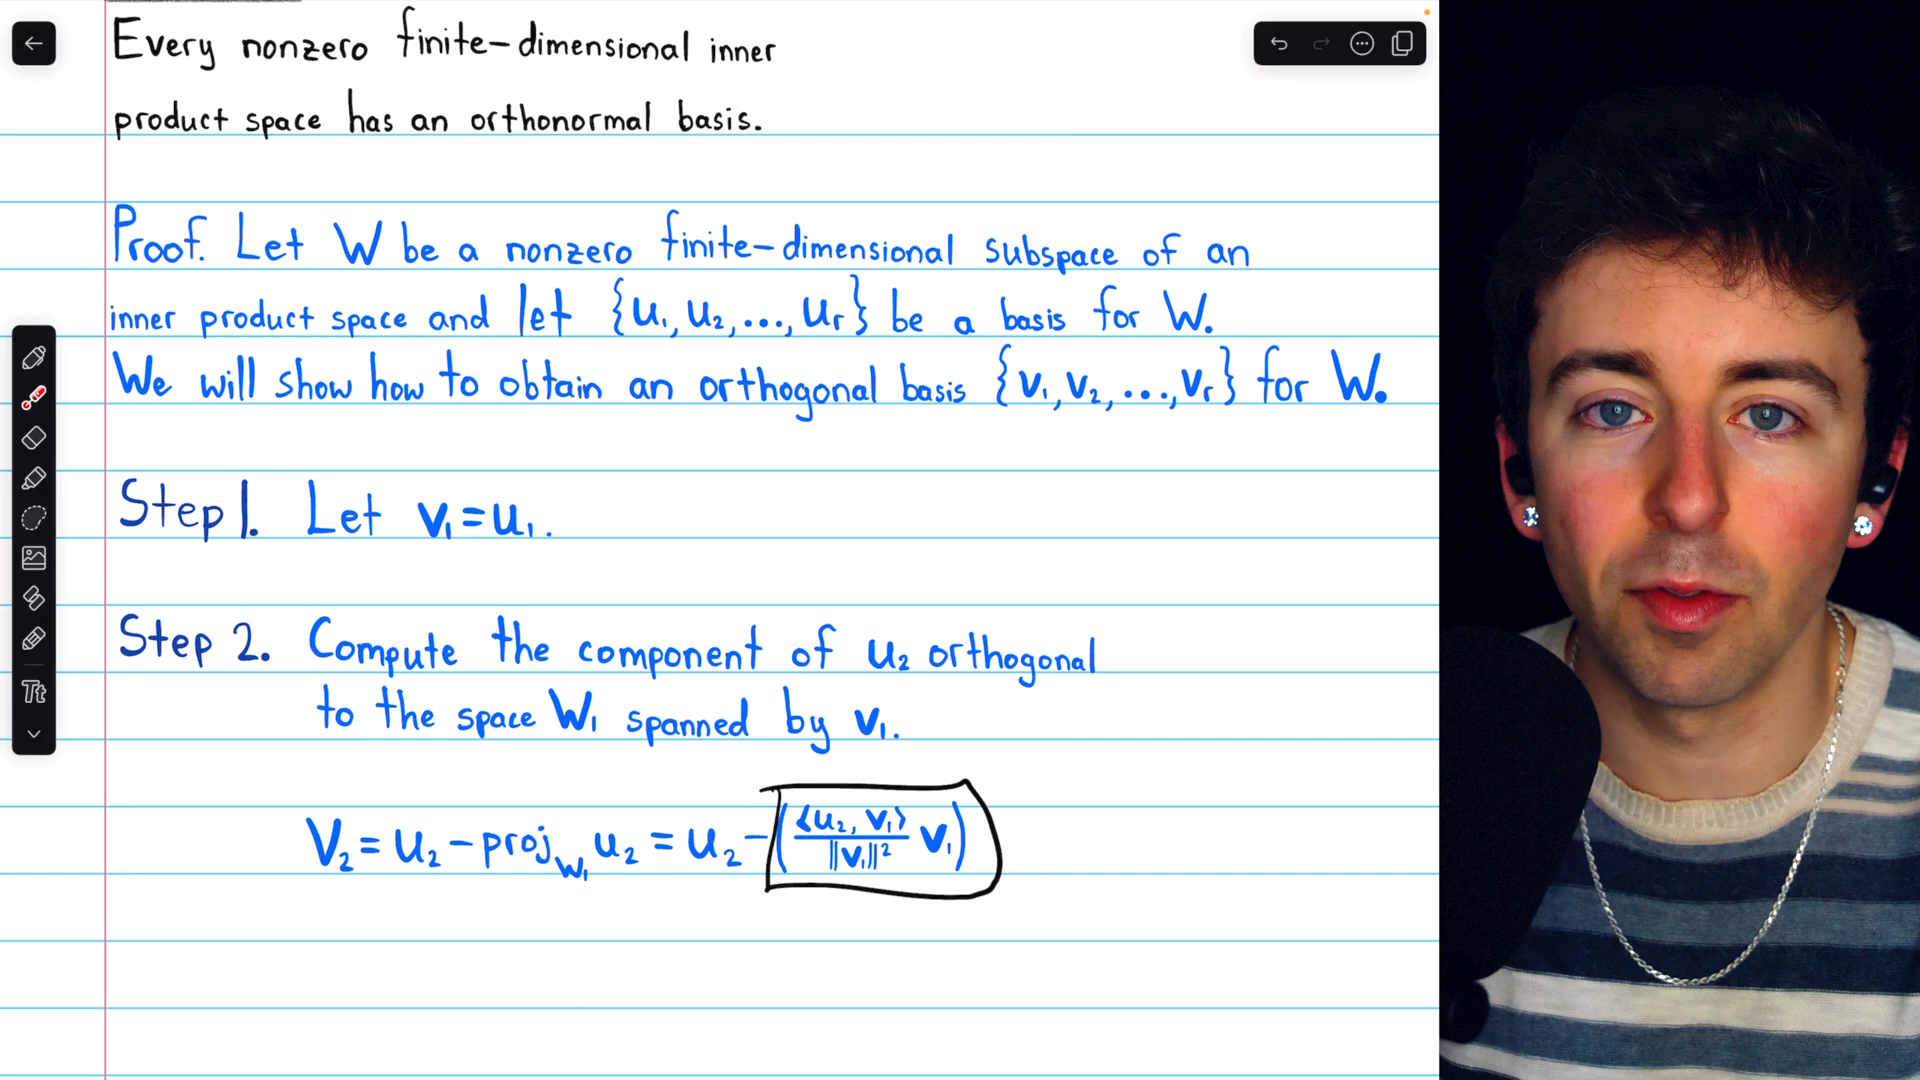 Every nonzero finite-dimensional inner
product space has an orthonormal basis.
Proof. Let W be a nonzero finite-dimensional subspace of an
inner product space and let {u₁, u₂, ..., uᵣ} be a basis for W.
We will show how to obtain an orthogonal basis {v₁, v₂, ..., vᵣ} for W.
Step 1. Let v₁ = u₁.
Step 2. Compute the component of u₂ orthogonal
to the space W₁ spanned by v₁.
V₂ = u₂ - proj_W₁ u₂ = u₂ - (⟨u₂, v₁⟩/‖v₁‖² v₁)
Tt